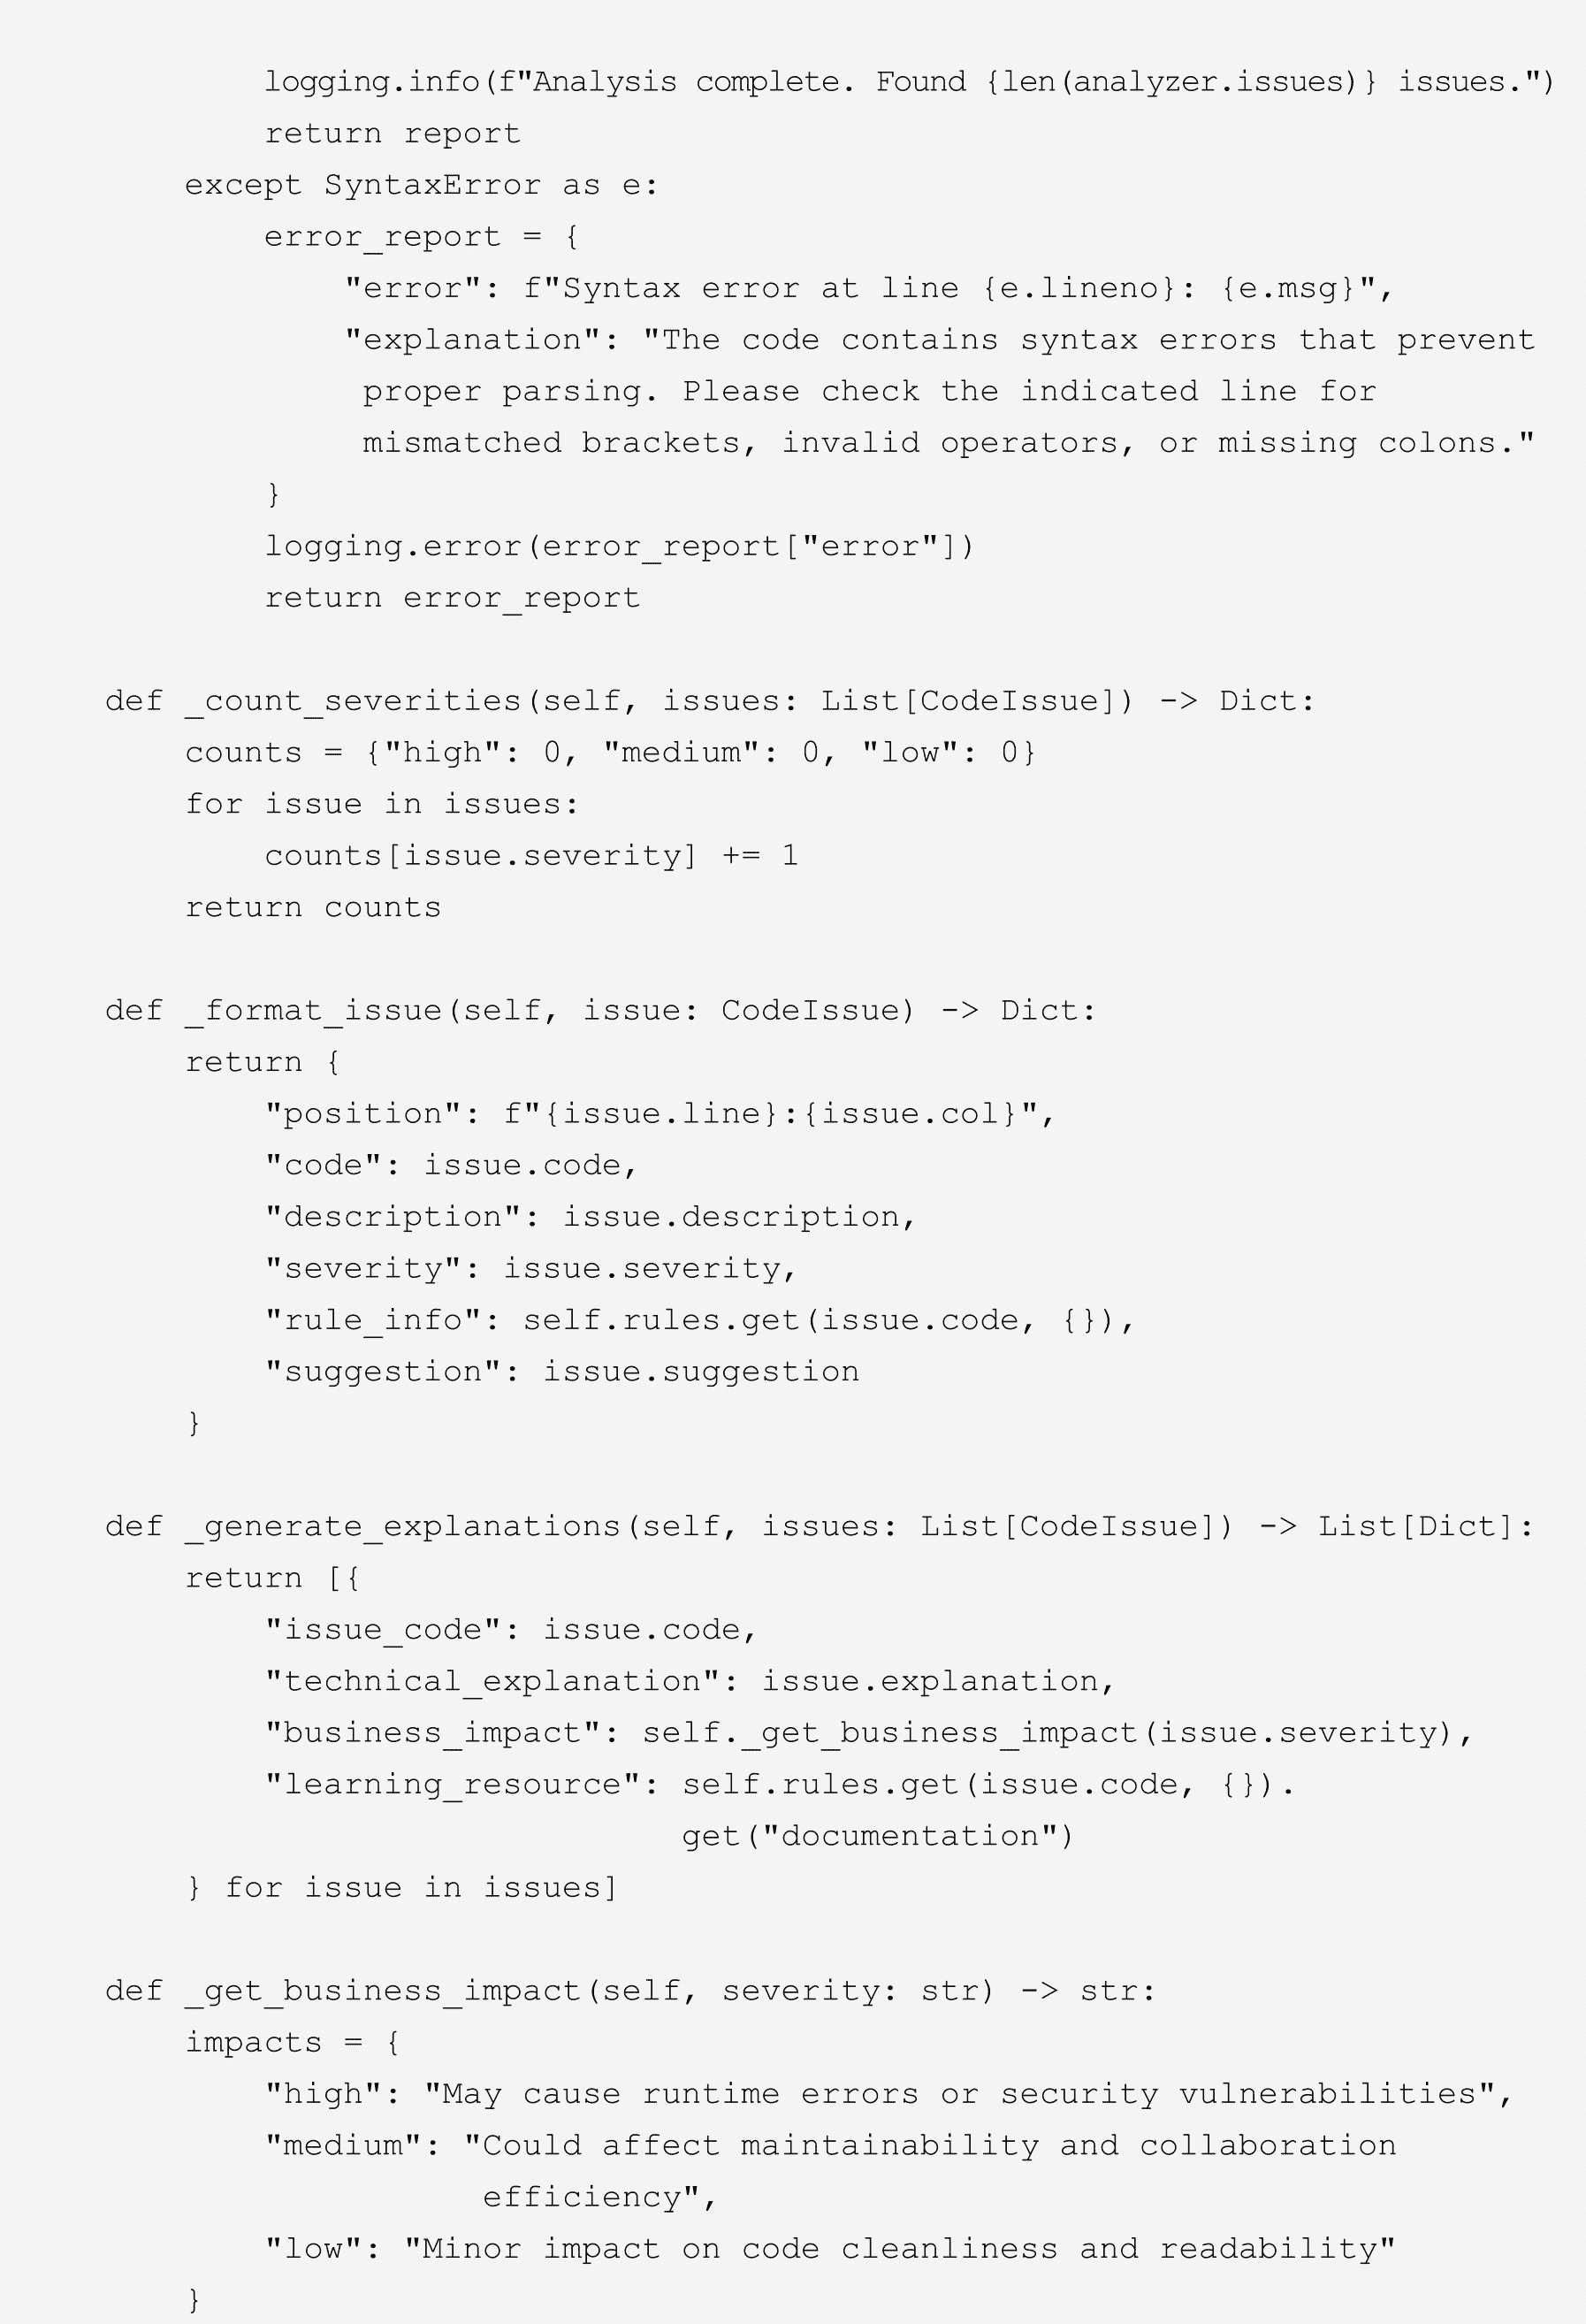 logging.info(f"Analysis complete. Found {len(analyzer.issues)} issues.")
        return report
    except SyntaxError as e:
        error_report = {
            "error": f"Syntax error at line {e.lineno}: {e.msg}",
            "explanation": "The code contains syntax errors that prevent
             proper parsing. Please check the indicated line for
             mismatched brackets, invalid operators, or missing colons."
        }
        logging.error(error_report["error"])
        return error_report

def _count_severities(self, issues: List[CodeIssue]) -> Dict:
    counts = {"high": 0, "medium": 0, "low": 0}
    for issue in issues:
        counts[issue.severity] += 1
    return counts

def _format_issue(self, issue: CodeIssue) -> Dict:
    return {
        "position": f"{issue.line}:{issue.col}",
        "code": issue.code,
        "description": issue.description,
        "severity": issue.severity,
        "rule_info": self.rules.get(issue.code, {}),
        "suggestion": issue.suggestion
    }

def _generate_explanations(self, issues: List[CodeIssue]) -> List[Dict]:
    return [{
        "issue_code": issue.code,
        "technical_explanation": issue.explanation,
        "business_impact": self._get_business_impact(issue.severity),
        "learning_resource": self.rules.get(issue.code, {}).
                             get("documentation")
    } for issue in issues]

def _get_business_impact(self, severity: str) -> str:
    impacts = {
        "high": "May cause runtime errors or security vulnerabilities",
        "medium": "Could affect maintainability and collaboration
                   efficiency",
        "low": "Minor impact on code cleanliness and readability"
    }